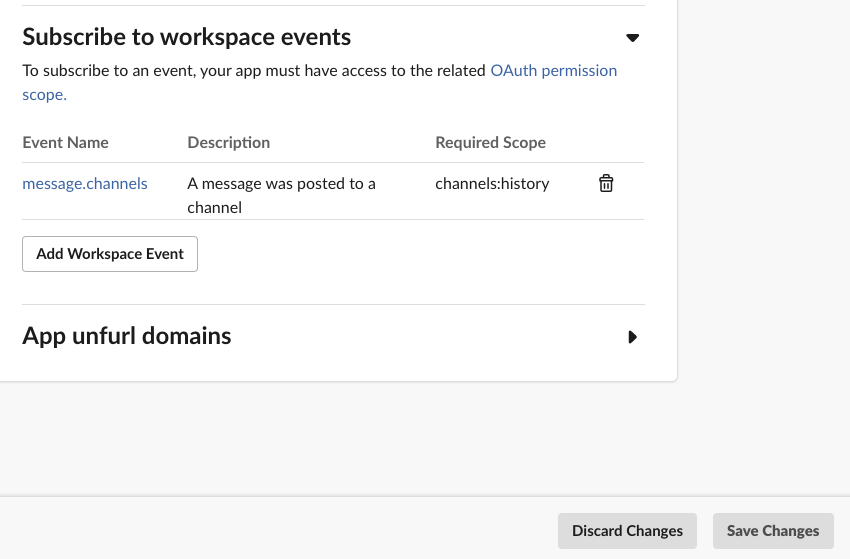 Subscribe to workspace events
To subscribe to an event, your app must have access to the related OAuth permission
scope.
Event Name Description Required Scope
message.channels A message was posted to a channels:history
channel
Add Workspace Event
App unfurl domains
Discard Changes Save Changes